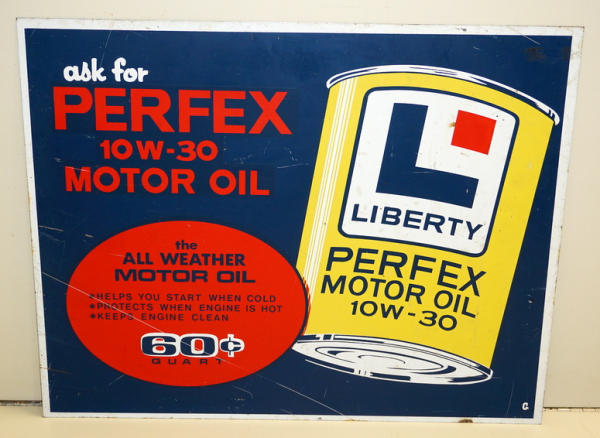 ask for
PERFEX
10W-30
MOTOR OIL
the
ALL WEATHER
MOTOR OIL
*HELPS YOU START WHEN COLD
*PROTECTS WHEN ENGINE IS HOT
*KEEPS ENGINE CLEAN
60¢
QUART
L
LIBERTY
PERFEX
MOTOR OIL
10W-30